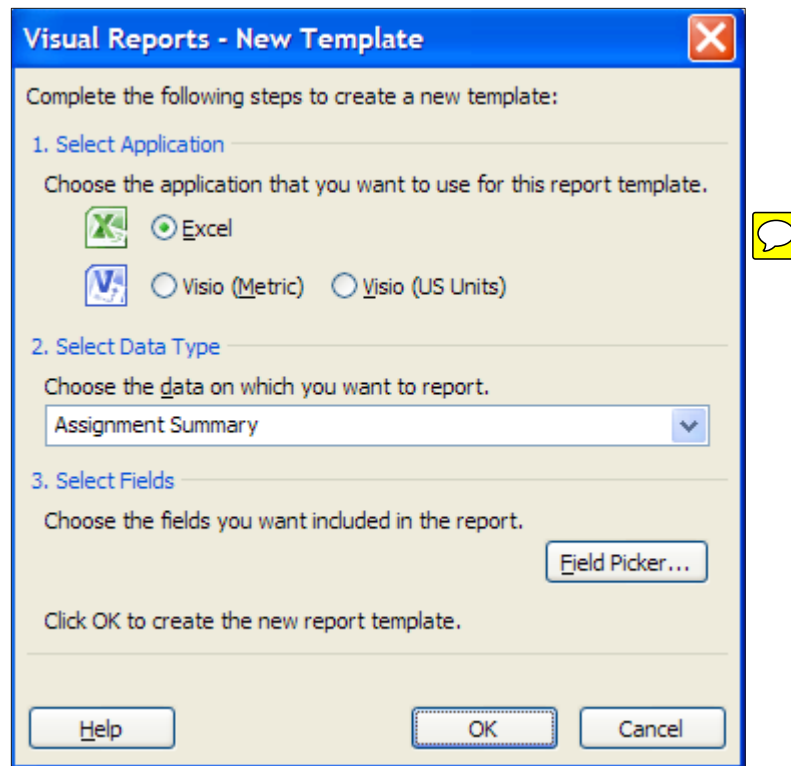 Visual Reports - New Template
Complete the following steps to create a new template:
1. Select Application
Choose the application that you want to use for this report template.
Excel
Visio (Metric) Visio (US Units)
2. Select Data Type
Choose the data on which you want to report.
Assignment Summary
3. Select Fields
Choose the fields you want included in the report.
Field Picker...
Click OK to create the new report template.
Help OK Cancel